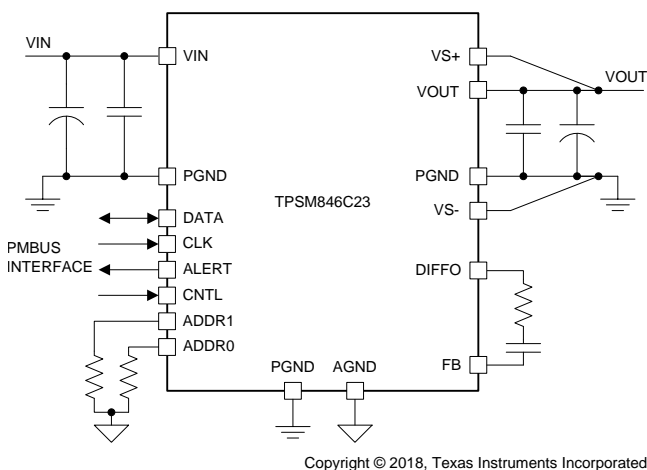 VIN
VIN
VS+
VOUT
VOUT
PGND
PGND
TPSM846C23
VS-
DATA
CLK
PMBUS
INTERFACE
ALERT
DIFFO
CNTL
ADDR1
ADDR0
PGND
AGND
FB
Copyright © 2018, Texas Instruments Incorporated